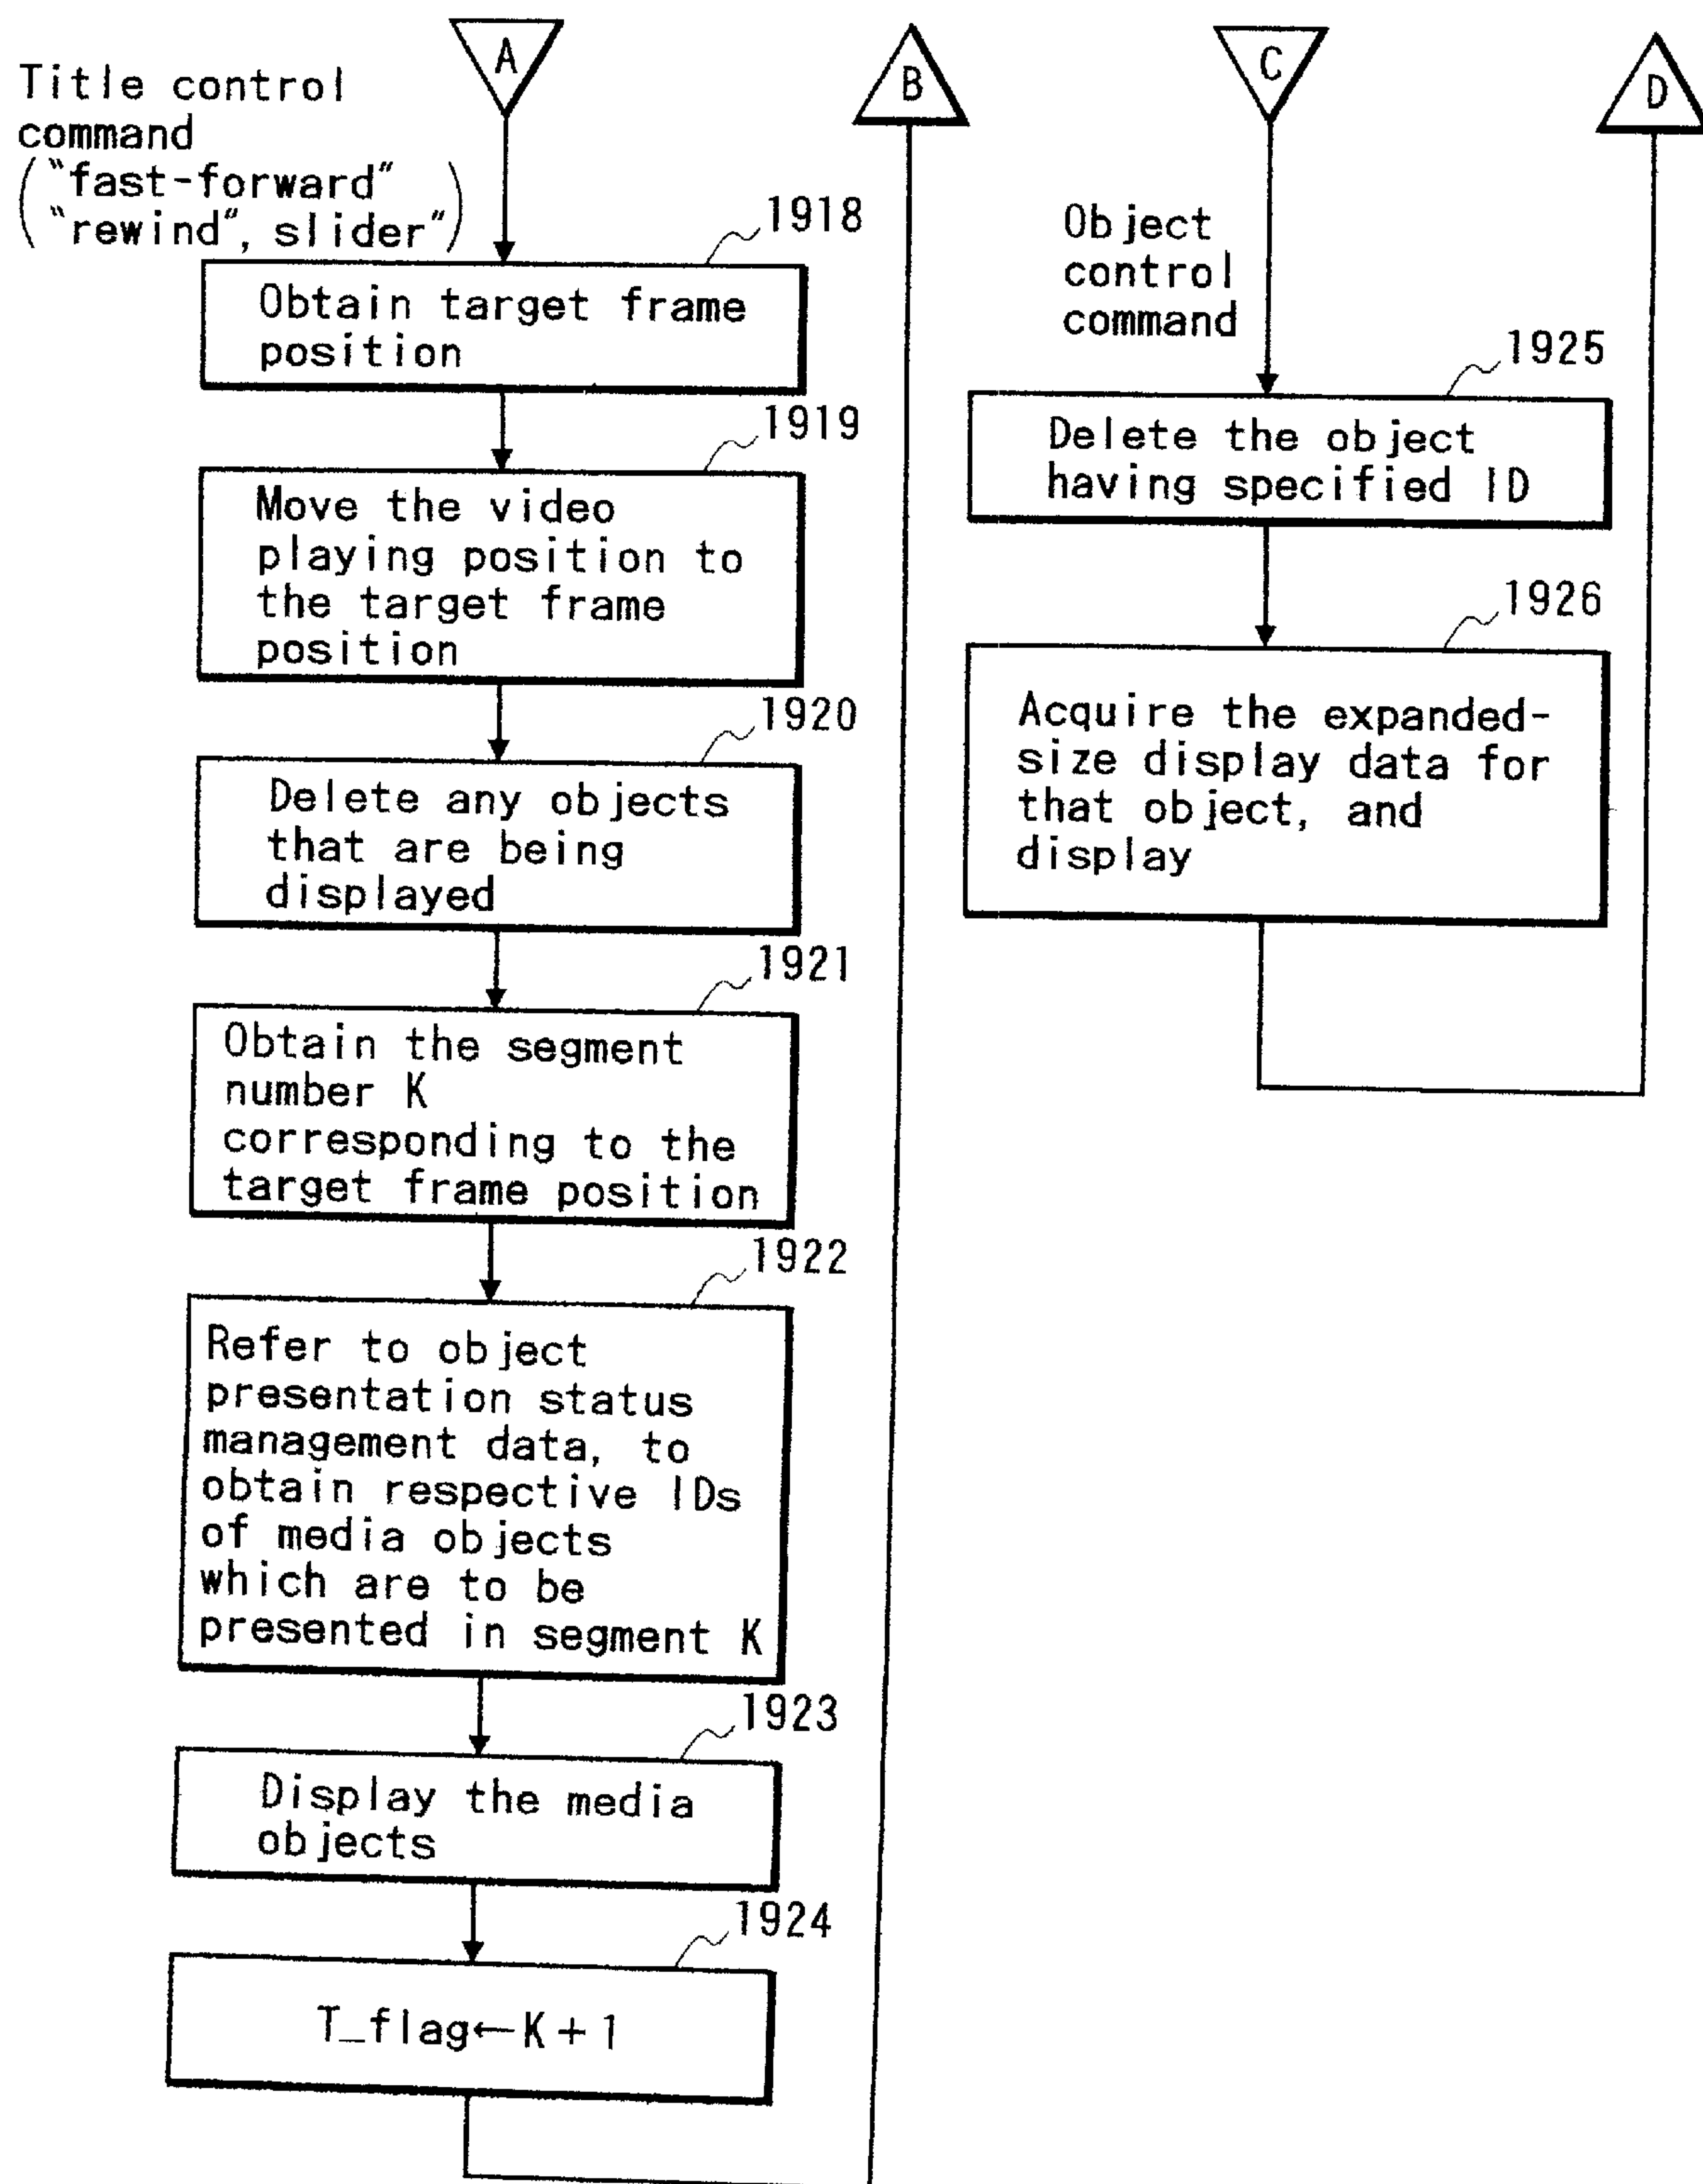 A
Title control
command
("fast-forward"
"rewind", slider")
1918
Obtain target frame
position
1919
Move the video
playing position to
the target frame
position
1920
Delete any objects
that are being
displayed
1921
Obtain the segment
number K
corresponding to the
target frame position
1922
Refer to object
presentation status
management data, to
obtain respective IDs
of media objects
which are to be
presented in segment K
1923
Display the media
objects
1924
T_flag←K+1
B
C
Object
control
command
1925
Delete the object
having specified ID
1926
Acquire the expanded-
size display data for
that object, and
display
D